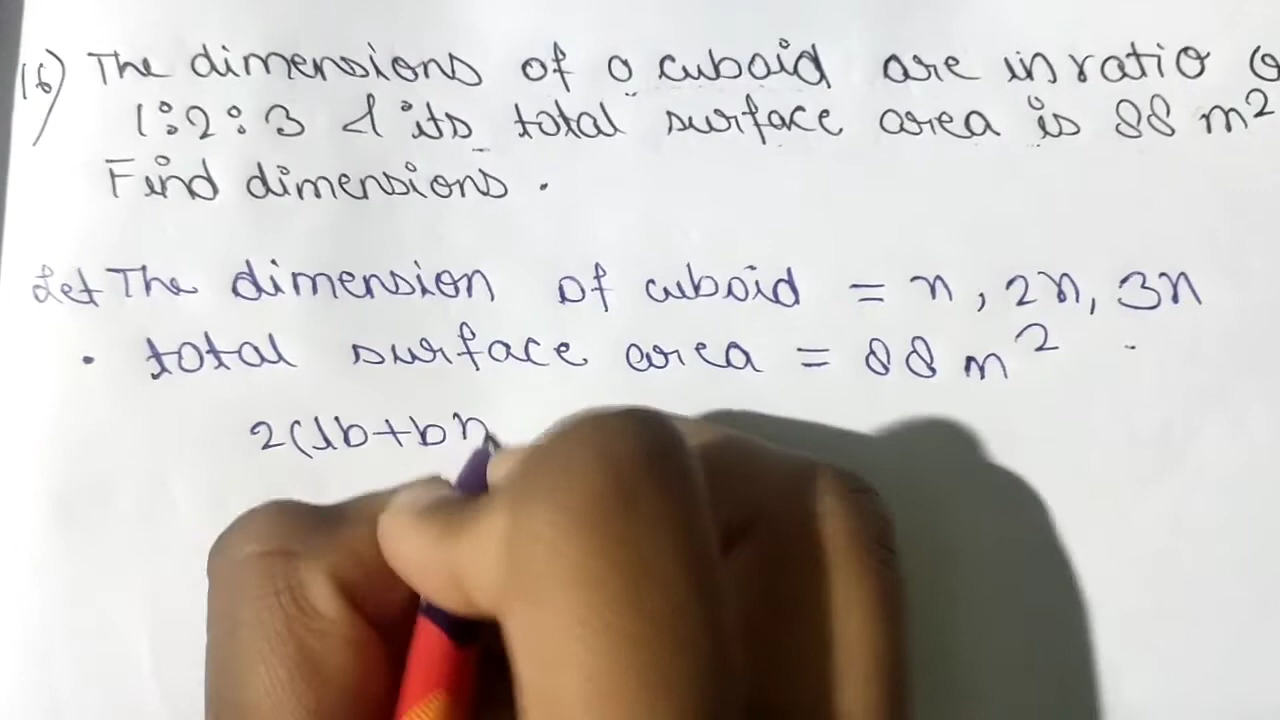 16) The dimensions of a cuboid are in ratio
1:2:3 & its total surface area is 88 m²
Find dimensions.
Let The dimension of cuboid = x, 2x, 3x
• total surface area = 88 m²
2(lb+bh